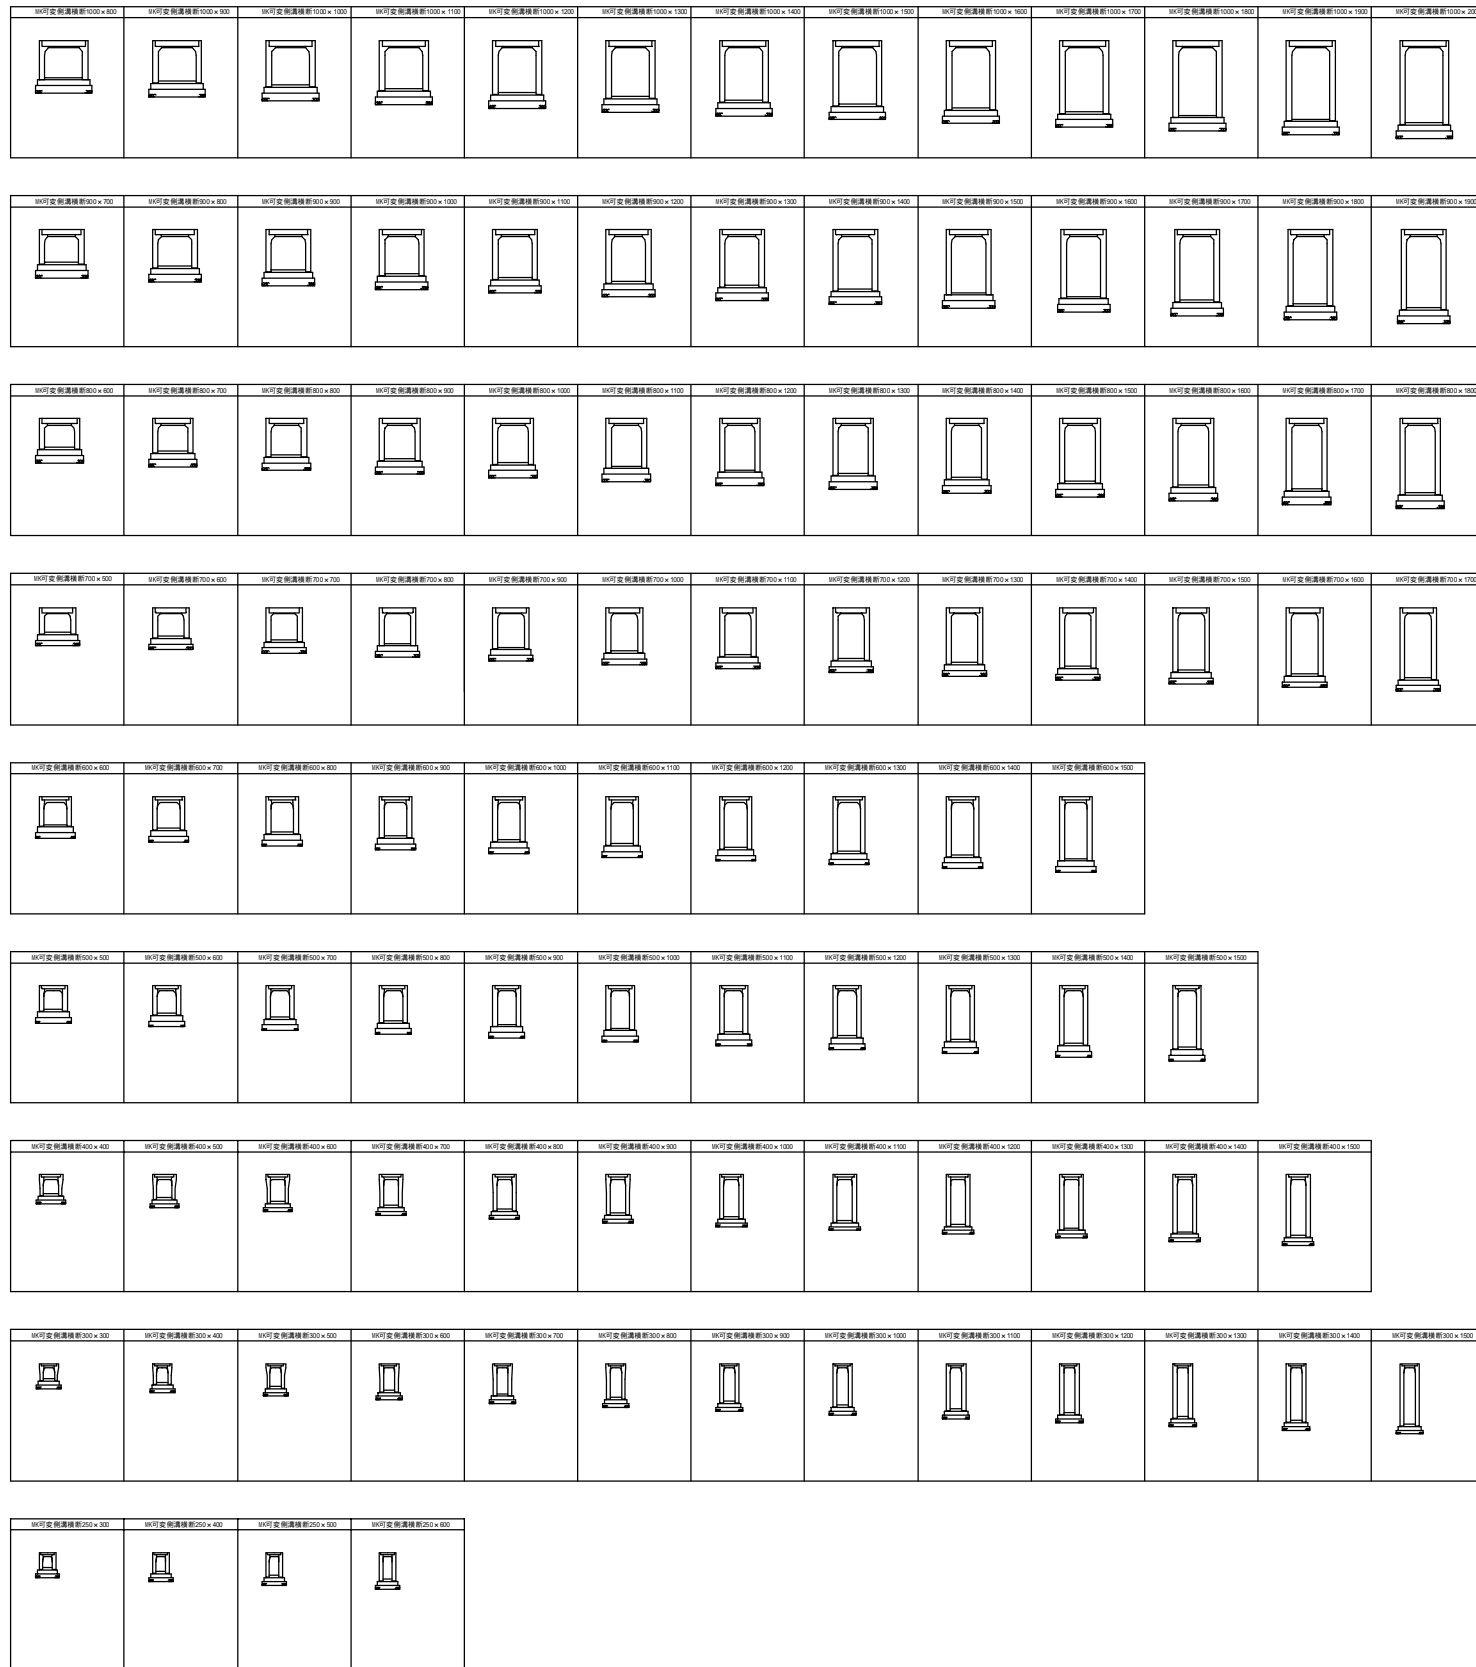 MK可変側溝横断1000×800
MK可変側溝横断1000×900
MK可変側溝横断1000×1000
MK可変側溝横断1000×1100
MK可変側溝横断1000×1200
MK可変側溝横断1000×1300
MK可変側溝横断1000×1400
MK可変側溝横断1000×1500
MK可変側溝横断1000×1600
MK可変側溝横断1000×1700
MK可変側溝横断1000×1800
MK可変側溝横断1000×1900
MK可変側溝横断1000×200
MK可変側溝横断900×700
MK可変側溝横断900×800
MK可変側溝横断900×900
MK可変側溝横断900×1000
MK可変側溝横断900×1100
MK可変側溝横断900×1200
MK可変側溝横断900×1300
MK可変側溝横断900×1400
MK可変側溝横断900×1500
MK可変側溝横断900×1600
MK可変側溝横断900×1700
MK可変側溝横断900×1800
MK可変側溝横断900×1900
MK可変側溝横断800×600
MK可変側溝横断800×700
MK可変側溝横断800×800
MK可変側溝横断800×900
MK可変側溝横断800×1000
MK可変側溝横断800×1100
MK可変側溝横断800×1200
MK可変側溝横断800×1300
MK可変側溝横断800×1400
MK可変側溝横断800×1500
MK可変側溝横断800×1600
MK可変側溝横断800×1700
MK可変側溝横断800×1800
MK可変側溝横断700×500
MK可変側溝横断700×600
MK可変側溝横断700×700
MK可変側溝横断700×800
MK可変側溝横断700×900
MK可変側溝横断700×1000
MK可変側溝横断700×1100
MK可変側溝横断700×1200
MK可変側溝横断700×1300
MK可変側溝横断700×1400
MK可変側溝横断700×1500
MK可変側溝横断700×1600
MK可変側溝横断700×1700
MK可変側溝横断600×600
MK可変側溝横断600×700
MK可変側溝横断600×800
MK可変側溝横断600×900
MK可変側溝横断600×1000
MK可変側溝横断600×1100
MK可変側溝横断600×1200
MK可変側溝横断600×1300
MK可変側溝横断600×1400
MK可変側溝横断600×1500
MK可変側溝横断500×500
MK可変側溝横断500×600
MK可変側溝横断500×700
MK可変側溝横断500×800
MK可変側溝横断500×900
MK可変側溝横断500×1000
MK可変側溝横断500×1100
MK可変側溝横断500×1200
MK可変側溝横断500×1300
MK可変側溝横断500×1400
MK可変側溝横断500×1500
MK可変側溝横断400×400
MK可変側溝横断400×500
MK可変側溝横断400×600
MK可変側溝横断400×700
MK可変側溝横断400×800
MK可変側溝横断400×900
MK可変側溝横断400×1000
MK可変側溝横断400×1100
MK可変側溝横断400×1200
MK可変側溝横断400×1300
MK可変側溝横断400×1400
MK可変側溝横断400×1500
MK可変側溝横断300×300
MK可変側溝横断300×400
MK可変側溝横断300×500
MK可変側溝横断300×600
MK可変側溝横断300×700
MK可変側溝横断300×800
MK可変側溝横断300×900
MK可変側溝横断300×1000
MK可変側溝横断300×1100
MK可変側溝横断300×1200
MK可変側溝横断300×1300
MK可変側溝横断300×1400
MK可変側溝横断300×1500
MK可変側溝横断250×300
MK可変側溝横断250×400
MK可変側溝横断250×500
MK可変側溝横断250×600